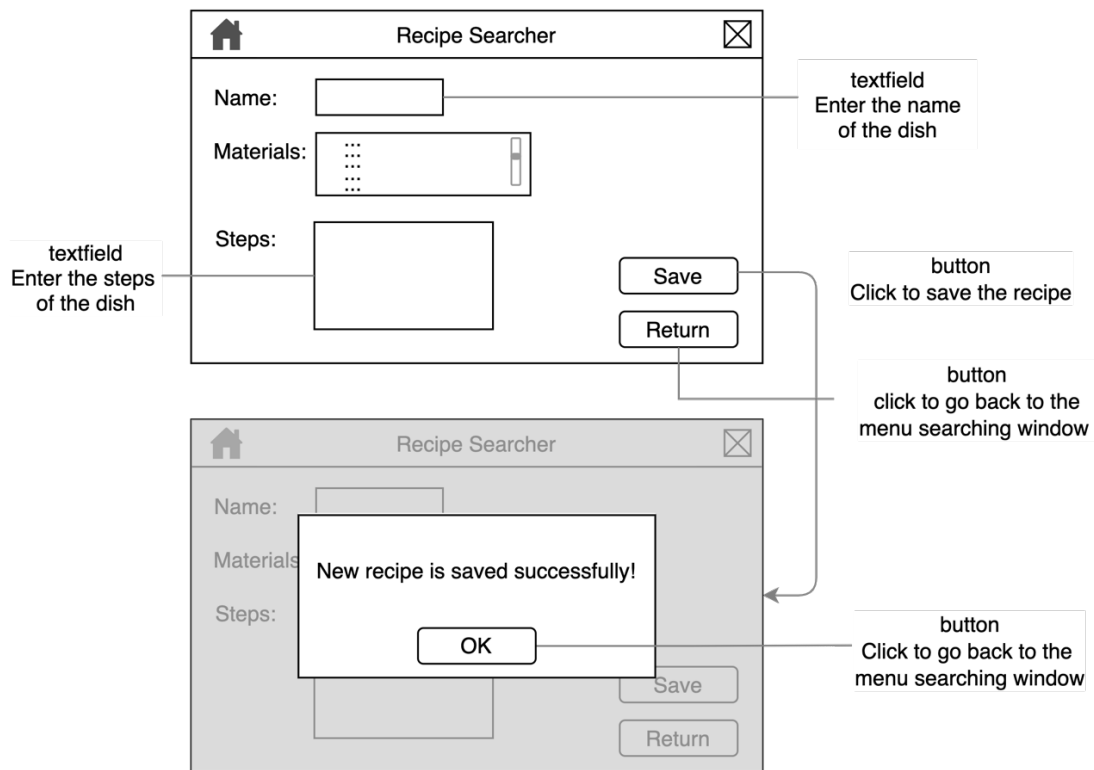 Recipe Searcher
textfield
Enter the name
of the dish
Name:
Materials:
...
...
...
...
...
Steps:
textfield
Enter the steps
of the dish
Save
button
Click to save the recipe
Return
button
click to go back to the
menu searching window
Recipe Searcher
Name:
Materials
New recipe is saved successfully!
Steps:
OK
button
Click to go back to the
menu searching window
Save
Return